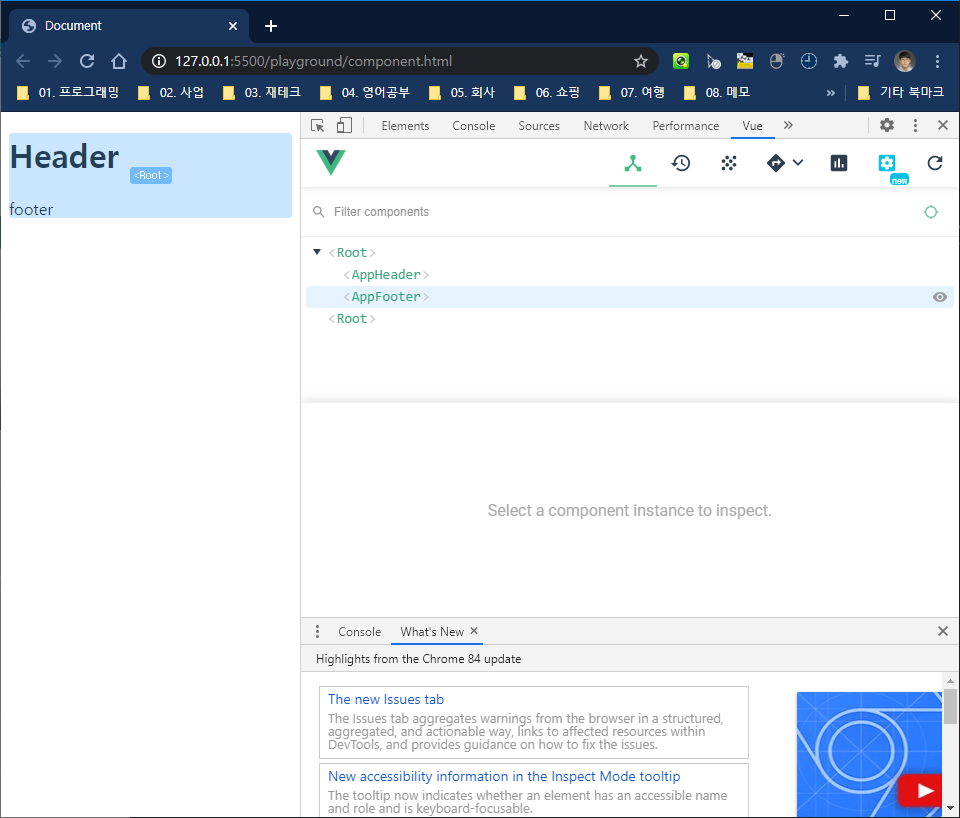 Document
127.0.0.1:5500/playground/component.html
01. 프로그래밍 02. 사업 03. 재테크 04. 영어공부 05. 회사 06. 쇼핑 07. 여행 08. 메모 » 기타 북마크
Header
<Root>
footer
Elements Console Sources Network Performance Vue »
new
Filter components
<Root>
<AppHeader>
<AppFooter>
<Root>
Select a component instance to inspect.
Console What's New
Highlights from the Chrome 84 update
The new Issues tab
The Issues tab aggregates warnings from the browser in a structured,
aggregated, and actionable way, links to affected resources within
DevTools, and provides guidance on how to fix the issues.
New accessibility information in the Inspect Mode tooltip
The tooltip now indicates whether an element has an accessible name
and role and is keyboard-focusable.